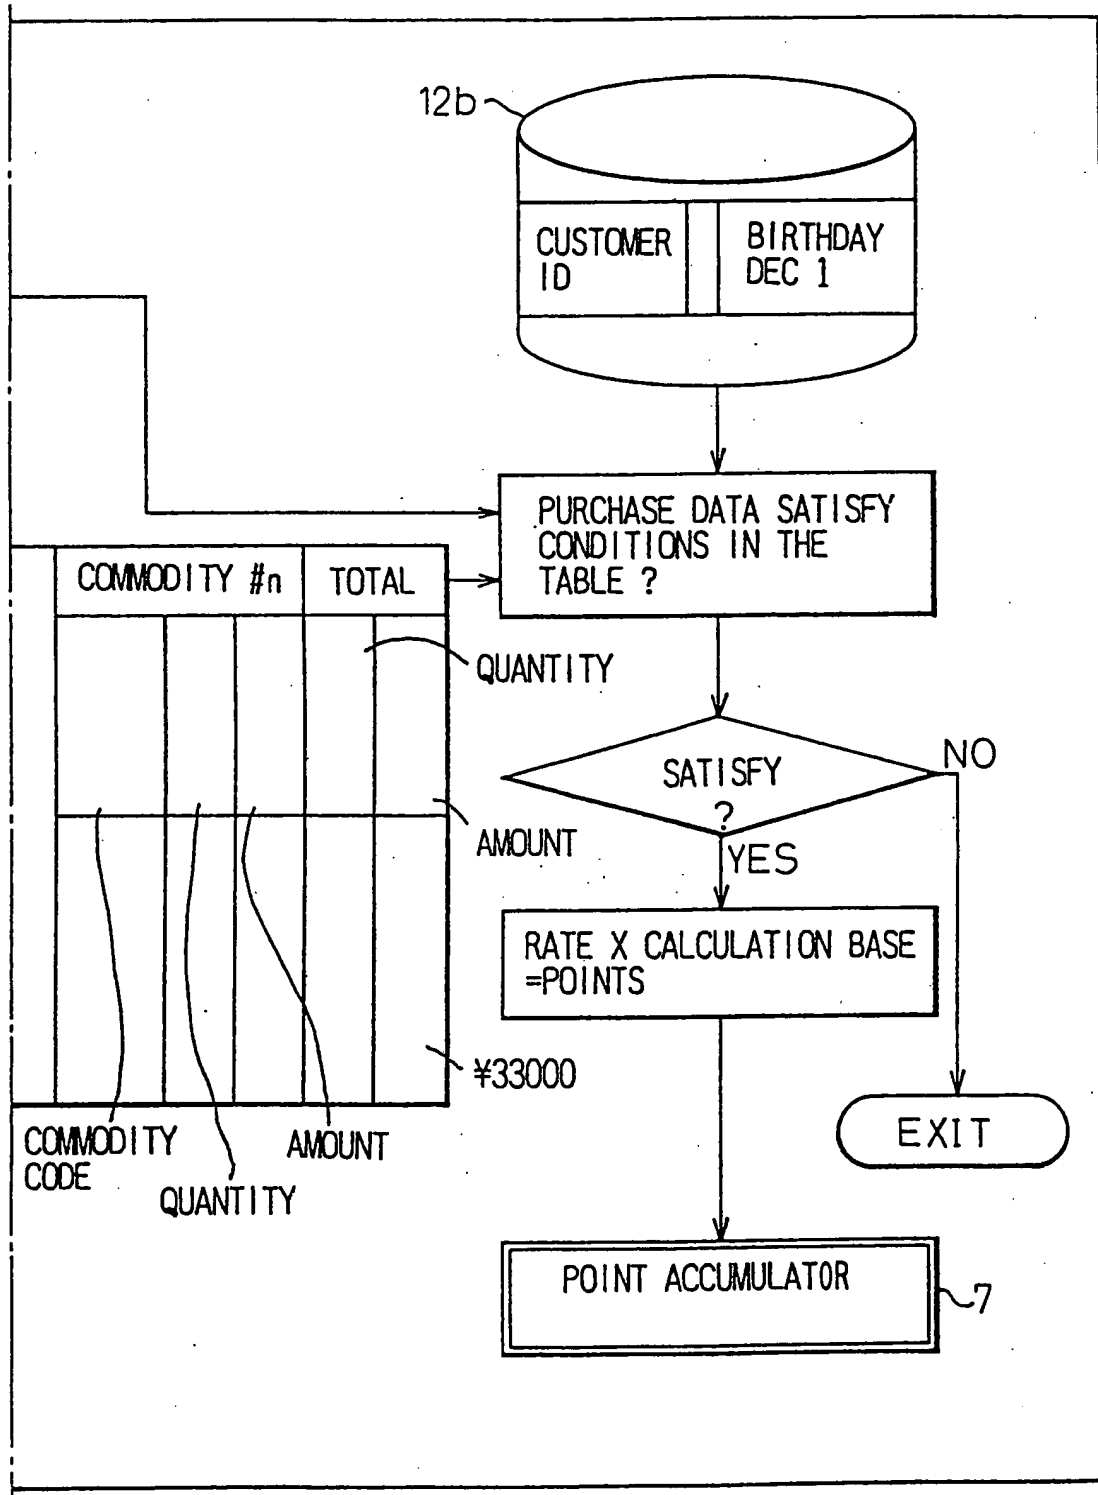 12b
CUSTOMER
ID
BIRTHDAY
DEC 1
PURCHASE DATA SATISFY
CONDITIONS IN THE
TABLE ?
COMMODITY #n
TOTAL
QUANTITY
SATISFY
?
NO
AMOUNT
YES
RATE X CALCULATION BASE
=POINTS
¥33000
COMMODITY
CODE
QUANTITY
AMOUNT
EXIT
POINT ACCUMULATOR
7